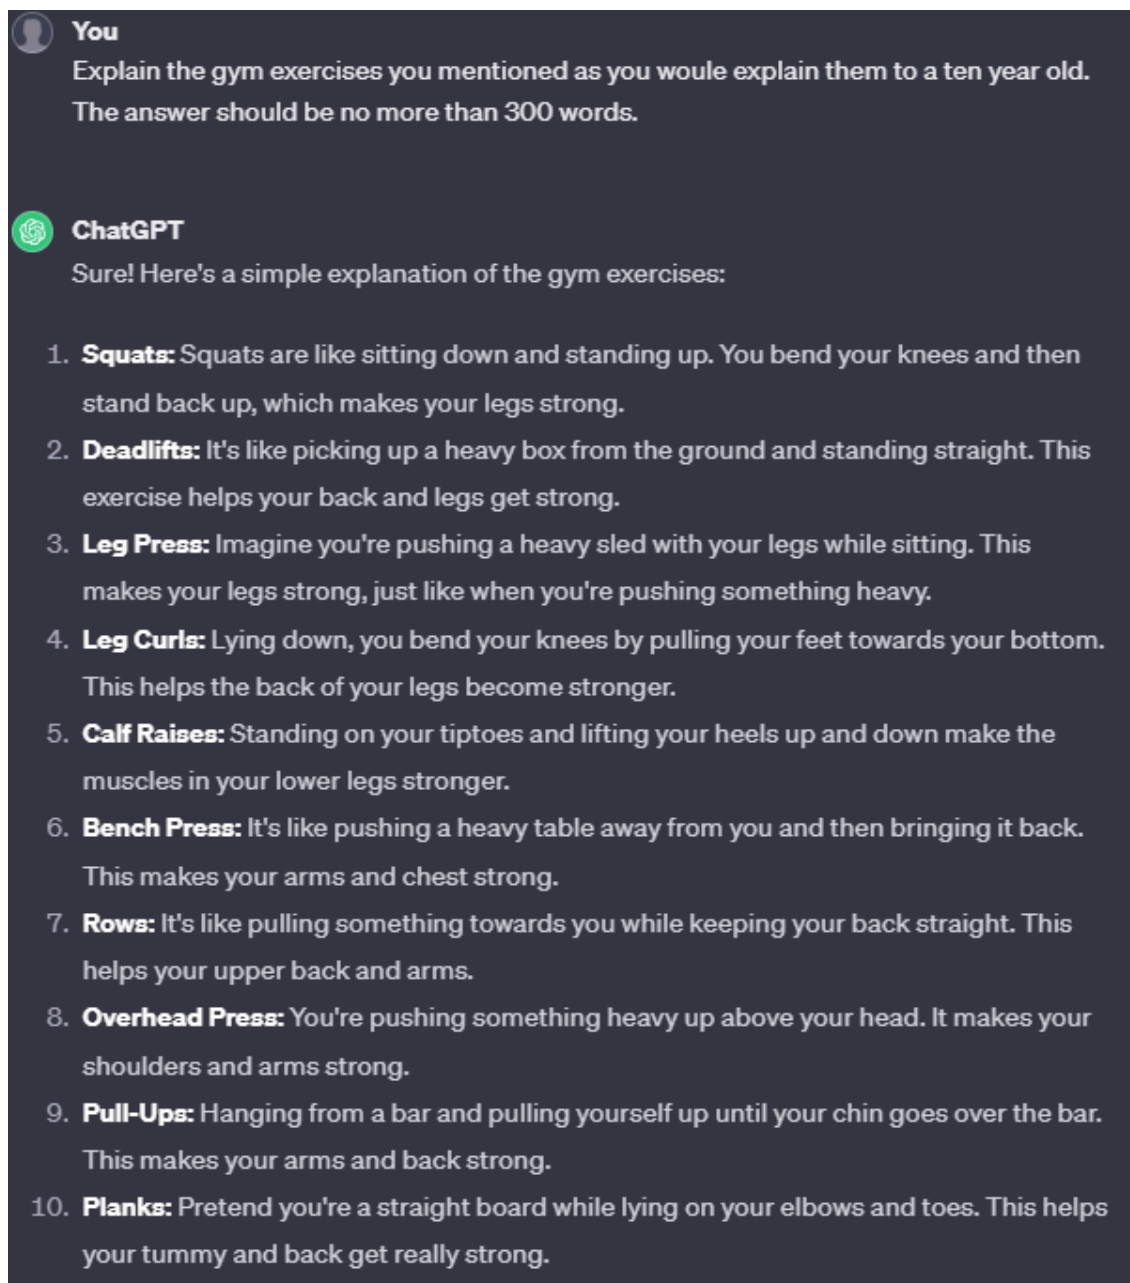 You
Explain the gym exercises you mentioned as you woule explain them to a ten year old.
The answer should be no more than 300 words.
ChatGPT
Sure! Here's a simple explanation of the gym exercises:
1. Squats: Squats are like sitting down and standing up. You bend your knees and then
stand back up, which makes your legs strong.
2. Deadlifts: It's like picking up a heavy box from the ground and standing straight. This
exercise helps your back and legs get strong.
3. Leg Press: Imagine you're pushing a heavy sled with your legs while sitting. This
makes your legs strong, just like when you're pushing something heavy.
4. Leg Curls: Lying down, you bend your knees by pulling your feet towards your bottom.
This helps the back of your legs become stronger.
5. Calf Raises: Standing on your tiptoes and lifting your heels up and down make the
muscles in your lower legs stronger.
6. Bench Press: It's like pushing a heavy table away from you and then bringing it back.
This makes your arms and chest strong.
7. Rows: It's like pulling something towards you while keeping your back straight. This
helps your upper back and arms.
8. Overhead Press: You're pushing something heavy up above your head. It makes your
shoulders and arms strong.
9. Pull-Ups: Hanging from a bar and pulling yourself up until your chin goes over the bar.
This makes your arms and back strong.
10. Planks: Pretend you're a straight board while lying on your elbows and toes. This helps
your tummy and back get really strong.